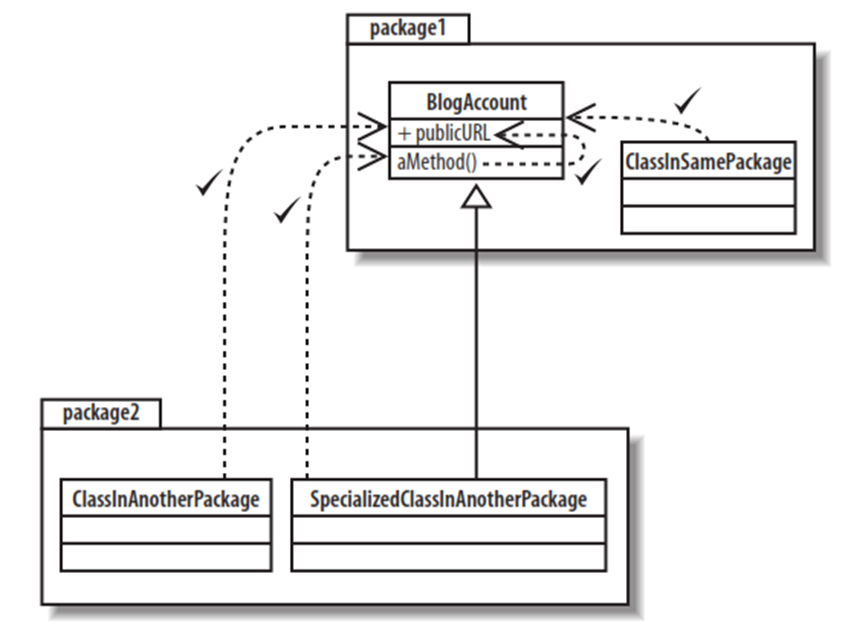 package1
BlogAccount
+ publicURL
aMethod()
ClassInSamePackage
package2
ClassInAnotherPackage
SpecializedClassInAnotherPackage